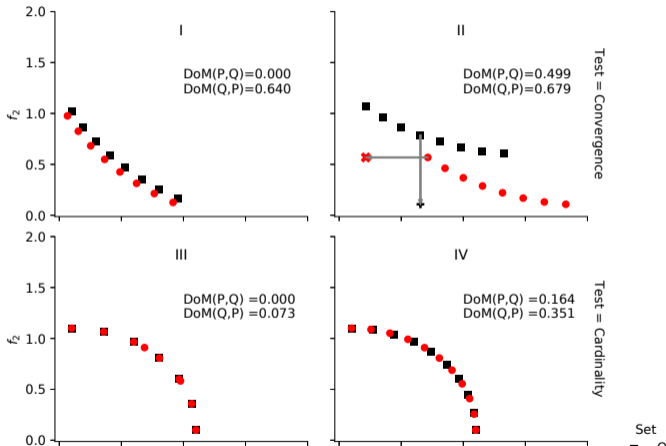 2.0
I
II
1.5
DoM(P,Q)=0.000
DoM(Q,P)=0.640
DoM(P,Q)=0.499
DoM(Q,P)=0.679
f2
1.0
0.5
0.0
Test = Convergence
2.0
III
IV
1.5
DoM(P,Q) =0.000
DoM(Q,P) =0.073
DoM(P,Q) =0.164
DoM(Q,P) =0.351
f2
1.0
0.5
0.0
Test = Cardinality
Set